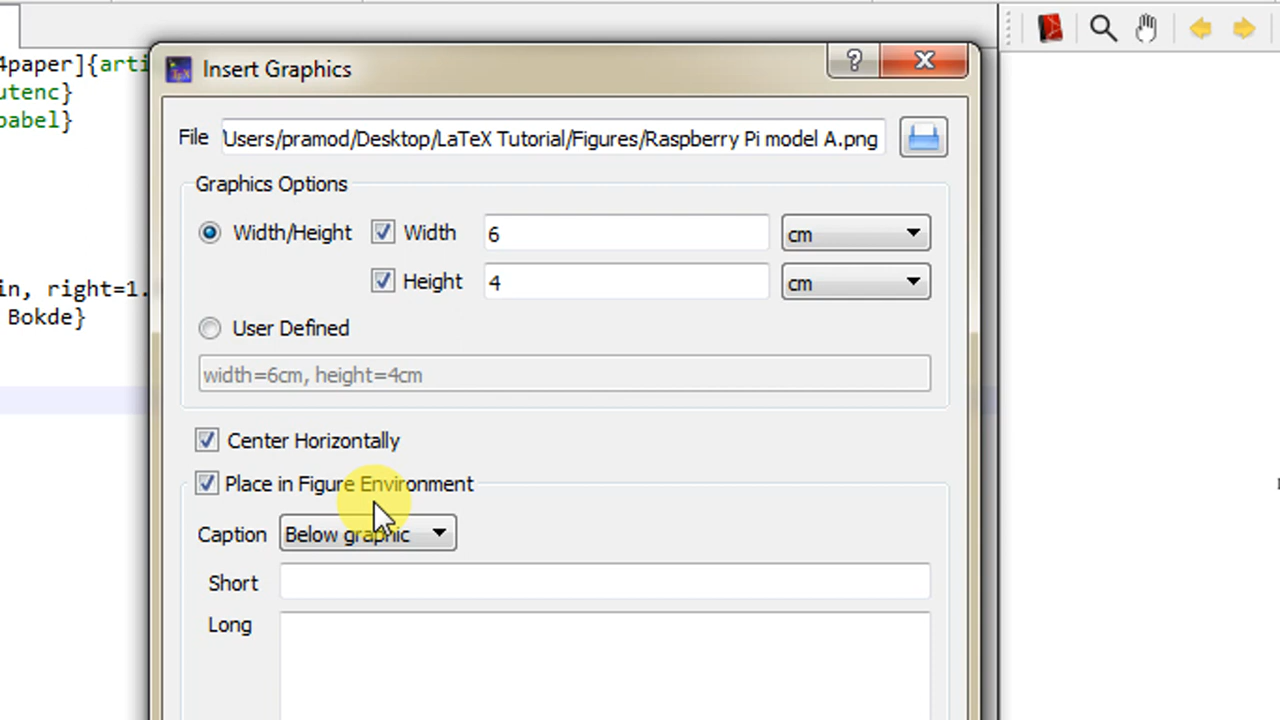 4paper]{arti
Insert Graphics
?
utenc}
babel}
File Users/pramod/Desktop/LaTeX Tutorial/Figures/Raspberry Pi model A.png
Graphics Options
Width/Height Width 6 cm
Height 4 cm
in, right=1.
Bokde}
User Defined
width=6cm, height=4cm
Center Horizontally
Place in Figure Environment
Caption Below graphic
Short
Long